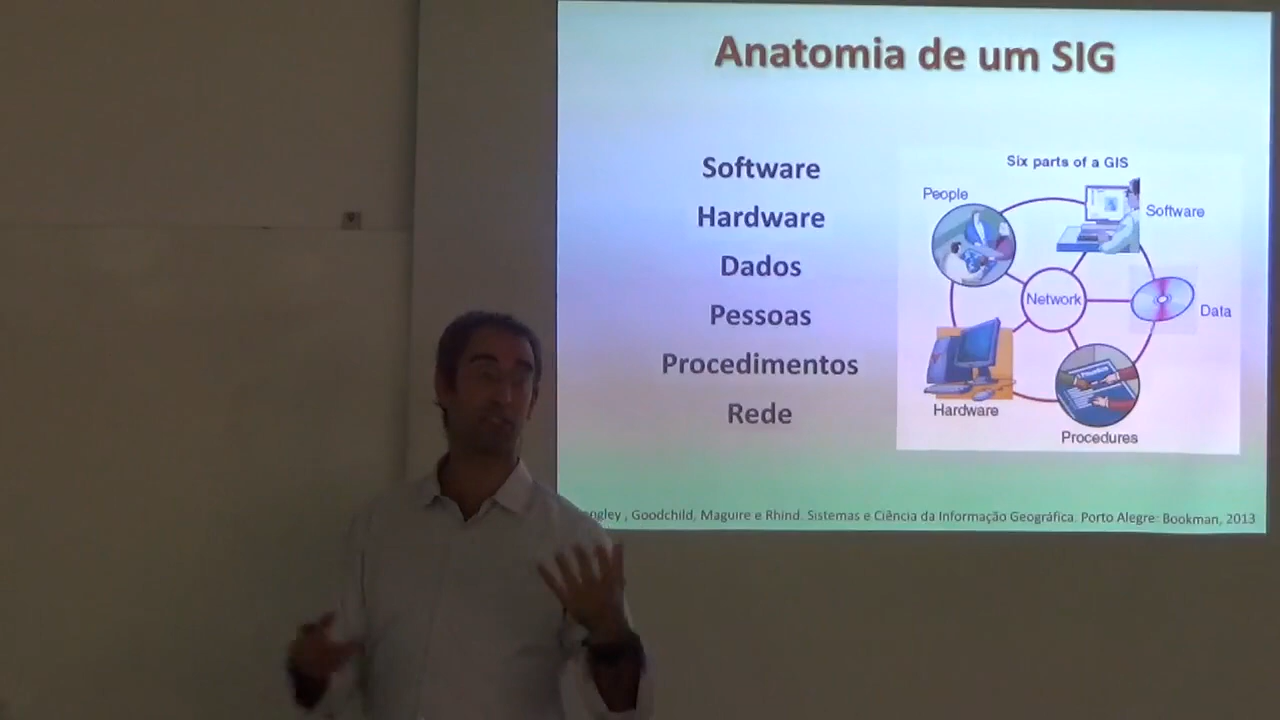 Anatomia de um SIG
Software
Hardware
Dados
Pessoas
Procedimentos
Rede
Six parts of a GIS
People
Software
Network
Data
Hardware
Procedures
Goodchild, Maguire e Rhind. Sistemas e Ciência da Informação Geográfica. Porto Alegre: Bookman, 2013